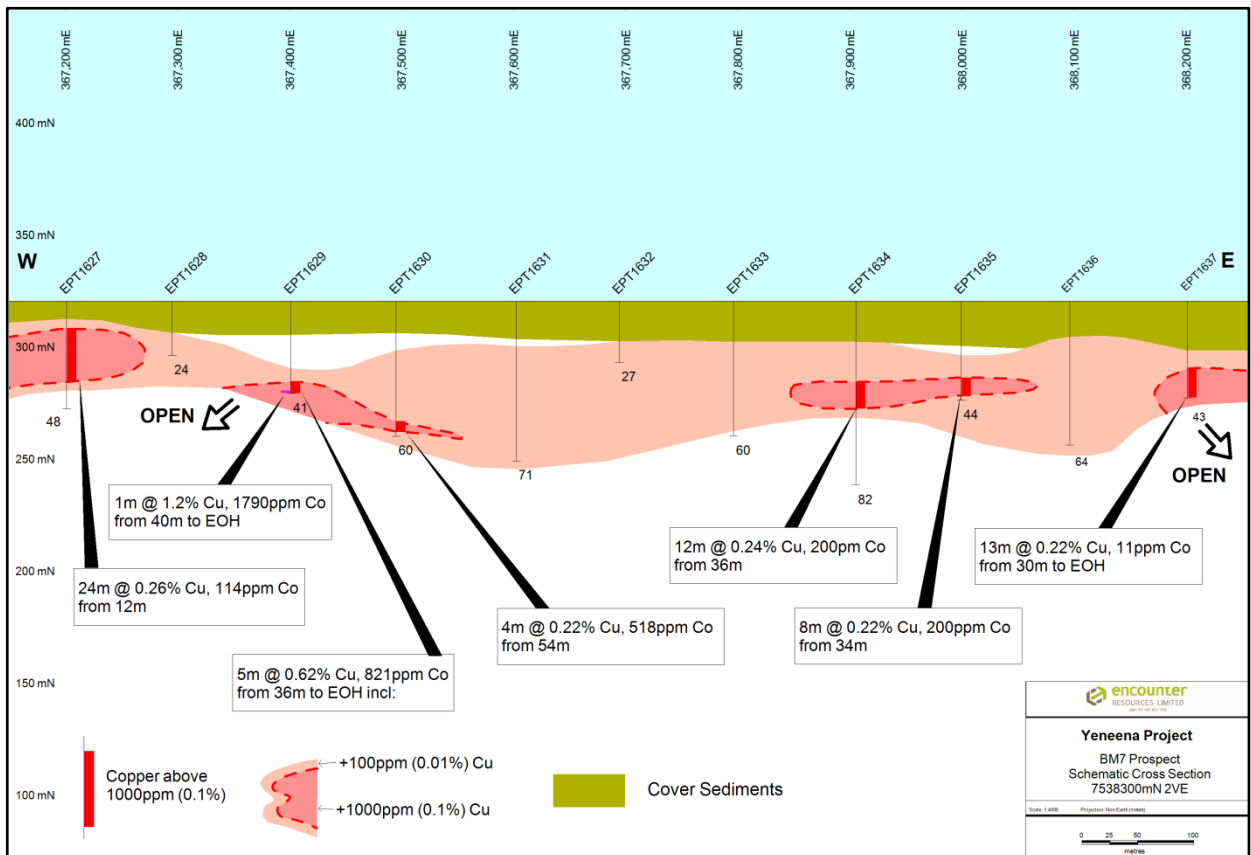 367,200 mE
367,300 mE
367,400 mE
367,500 mE
367,600 mE
367,700 mE
367,800 mE
367,900 mE
368,000 mE
368,100 mE
368,200 mE
400 mN
350 mN
W
EPT1627
EPT1628
EPT1629
EPT1630
EPT1631
EPT1632
EPT1633
EPT1634
EPT1635
EPT1636
EPT1637
E
300 mN
24
27
48
OPEN
41
60
71
60
82
44
64
43
OPEN
250 mN
1m @ 1.2% Cu, 1790ppm Co
from 40m to EOH
24m @ 0.26% Cu, 114ppm Co
from 12m
5m @ 0.62% Cu, 821ppm Co
from 36m to EOH incl:
4m @ 0.22% Cu, 518ppm Co
from 54m
12m @ 0.24% Cu, 200pm Co
from 36m
8m @ 0.22% Cu, 200ppm Co
from 34m
13m @ 0.22% Cu, 11ppm Co
from 30m to EOH
200 mN
150 mN
100 mN
Copper above
1000ppm (0.1%)
+100ppm (0.01%) Cu
+1000ppm (0.1%) Cu
Cover Sediments
encounter
RESOURCES LIMITED
Yeneena Project
BM7 Prospect
Schematic Cross Section
7538300mN 2VE
Scale: 1:4000
Projection: Non-Earth (metres)
0 25 50 100
metres